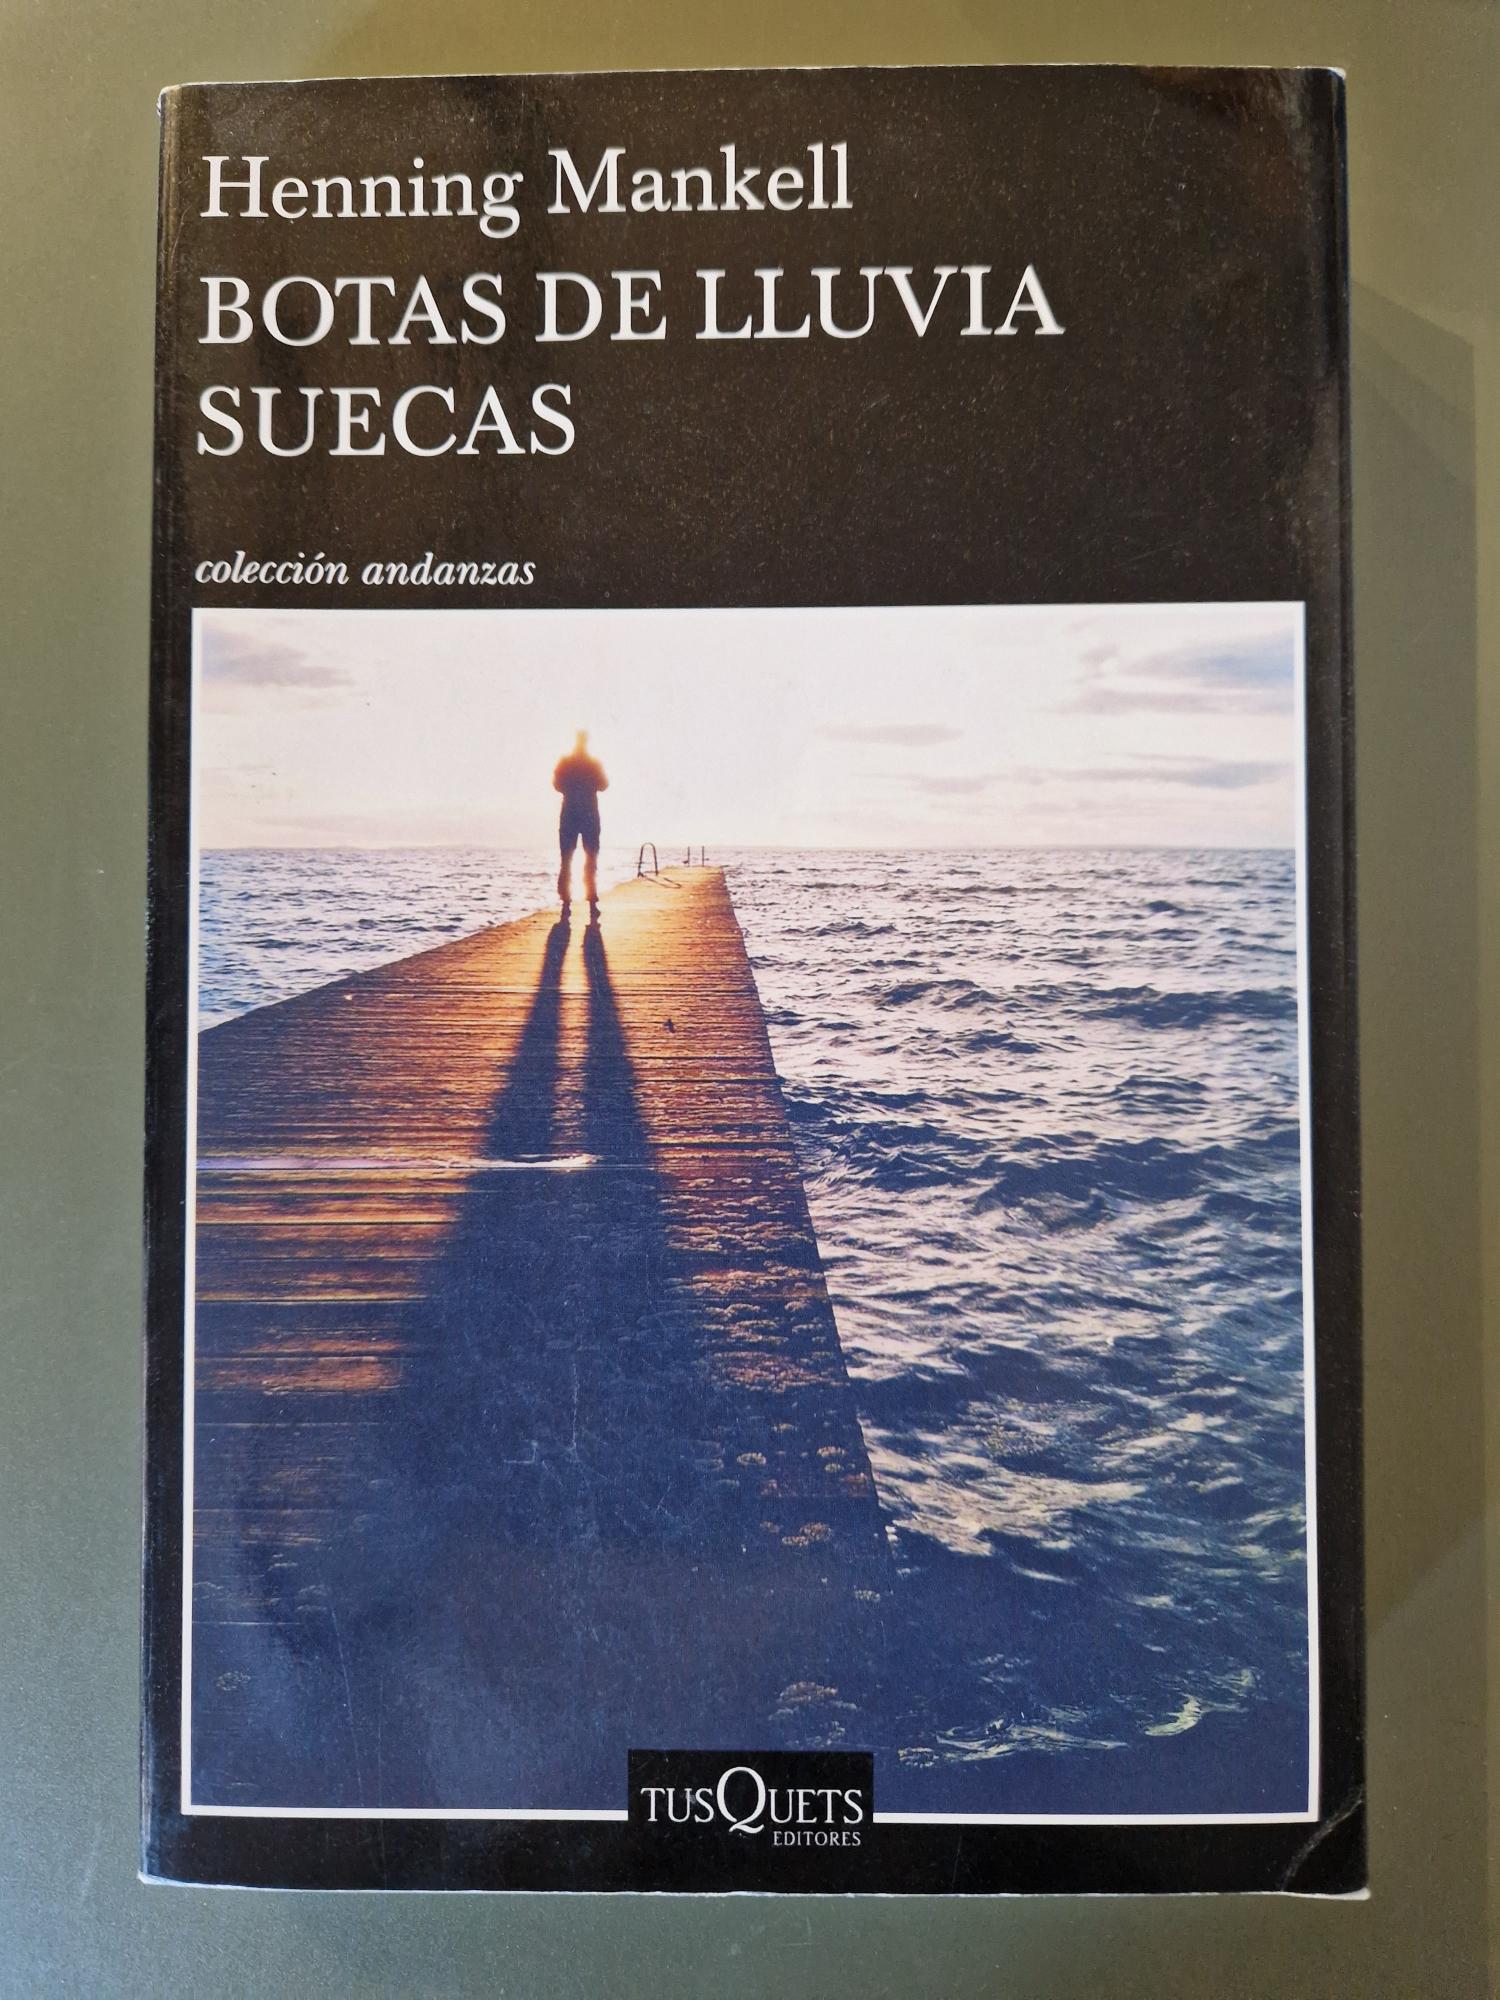 Henning Mankell
BOTAS DE LLUVIA
SUECAS
colección andanzas
TUSQUETS
EDITORES